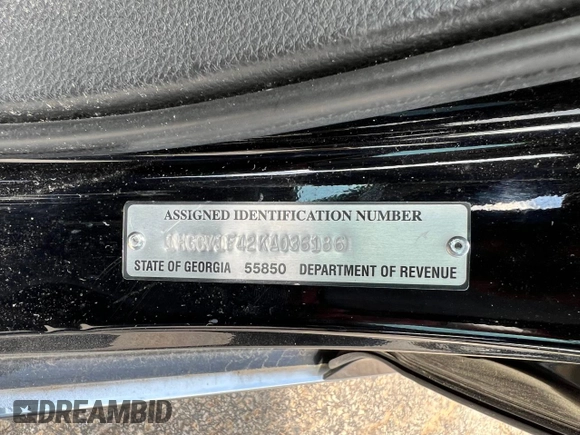 ASSIGNED IDENTIFICATION NUMBER
STATE OF GEORGIA 55850 DEPARTMENT OF REVENUE
DREAMBID